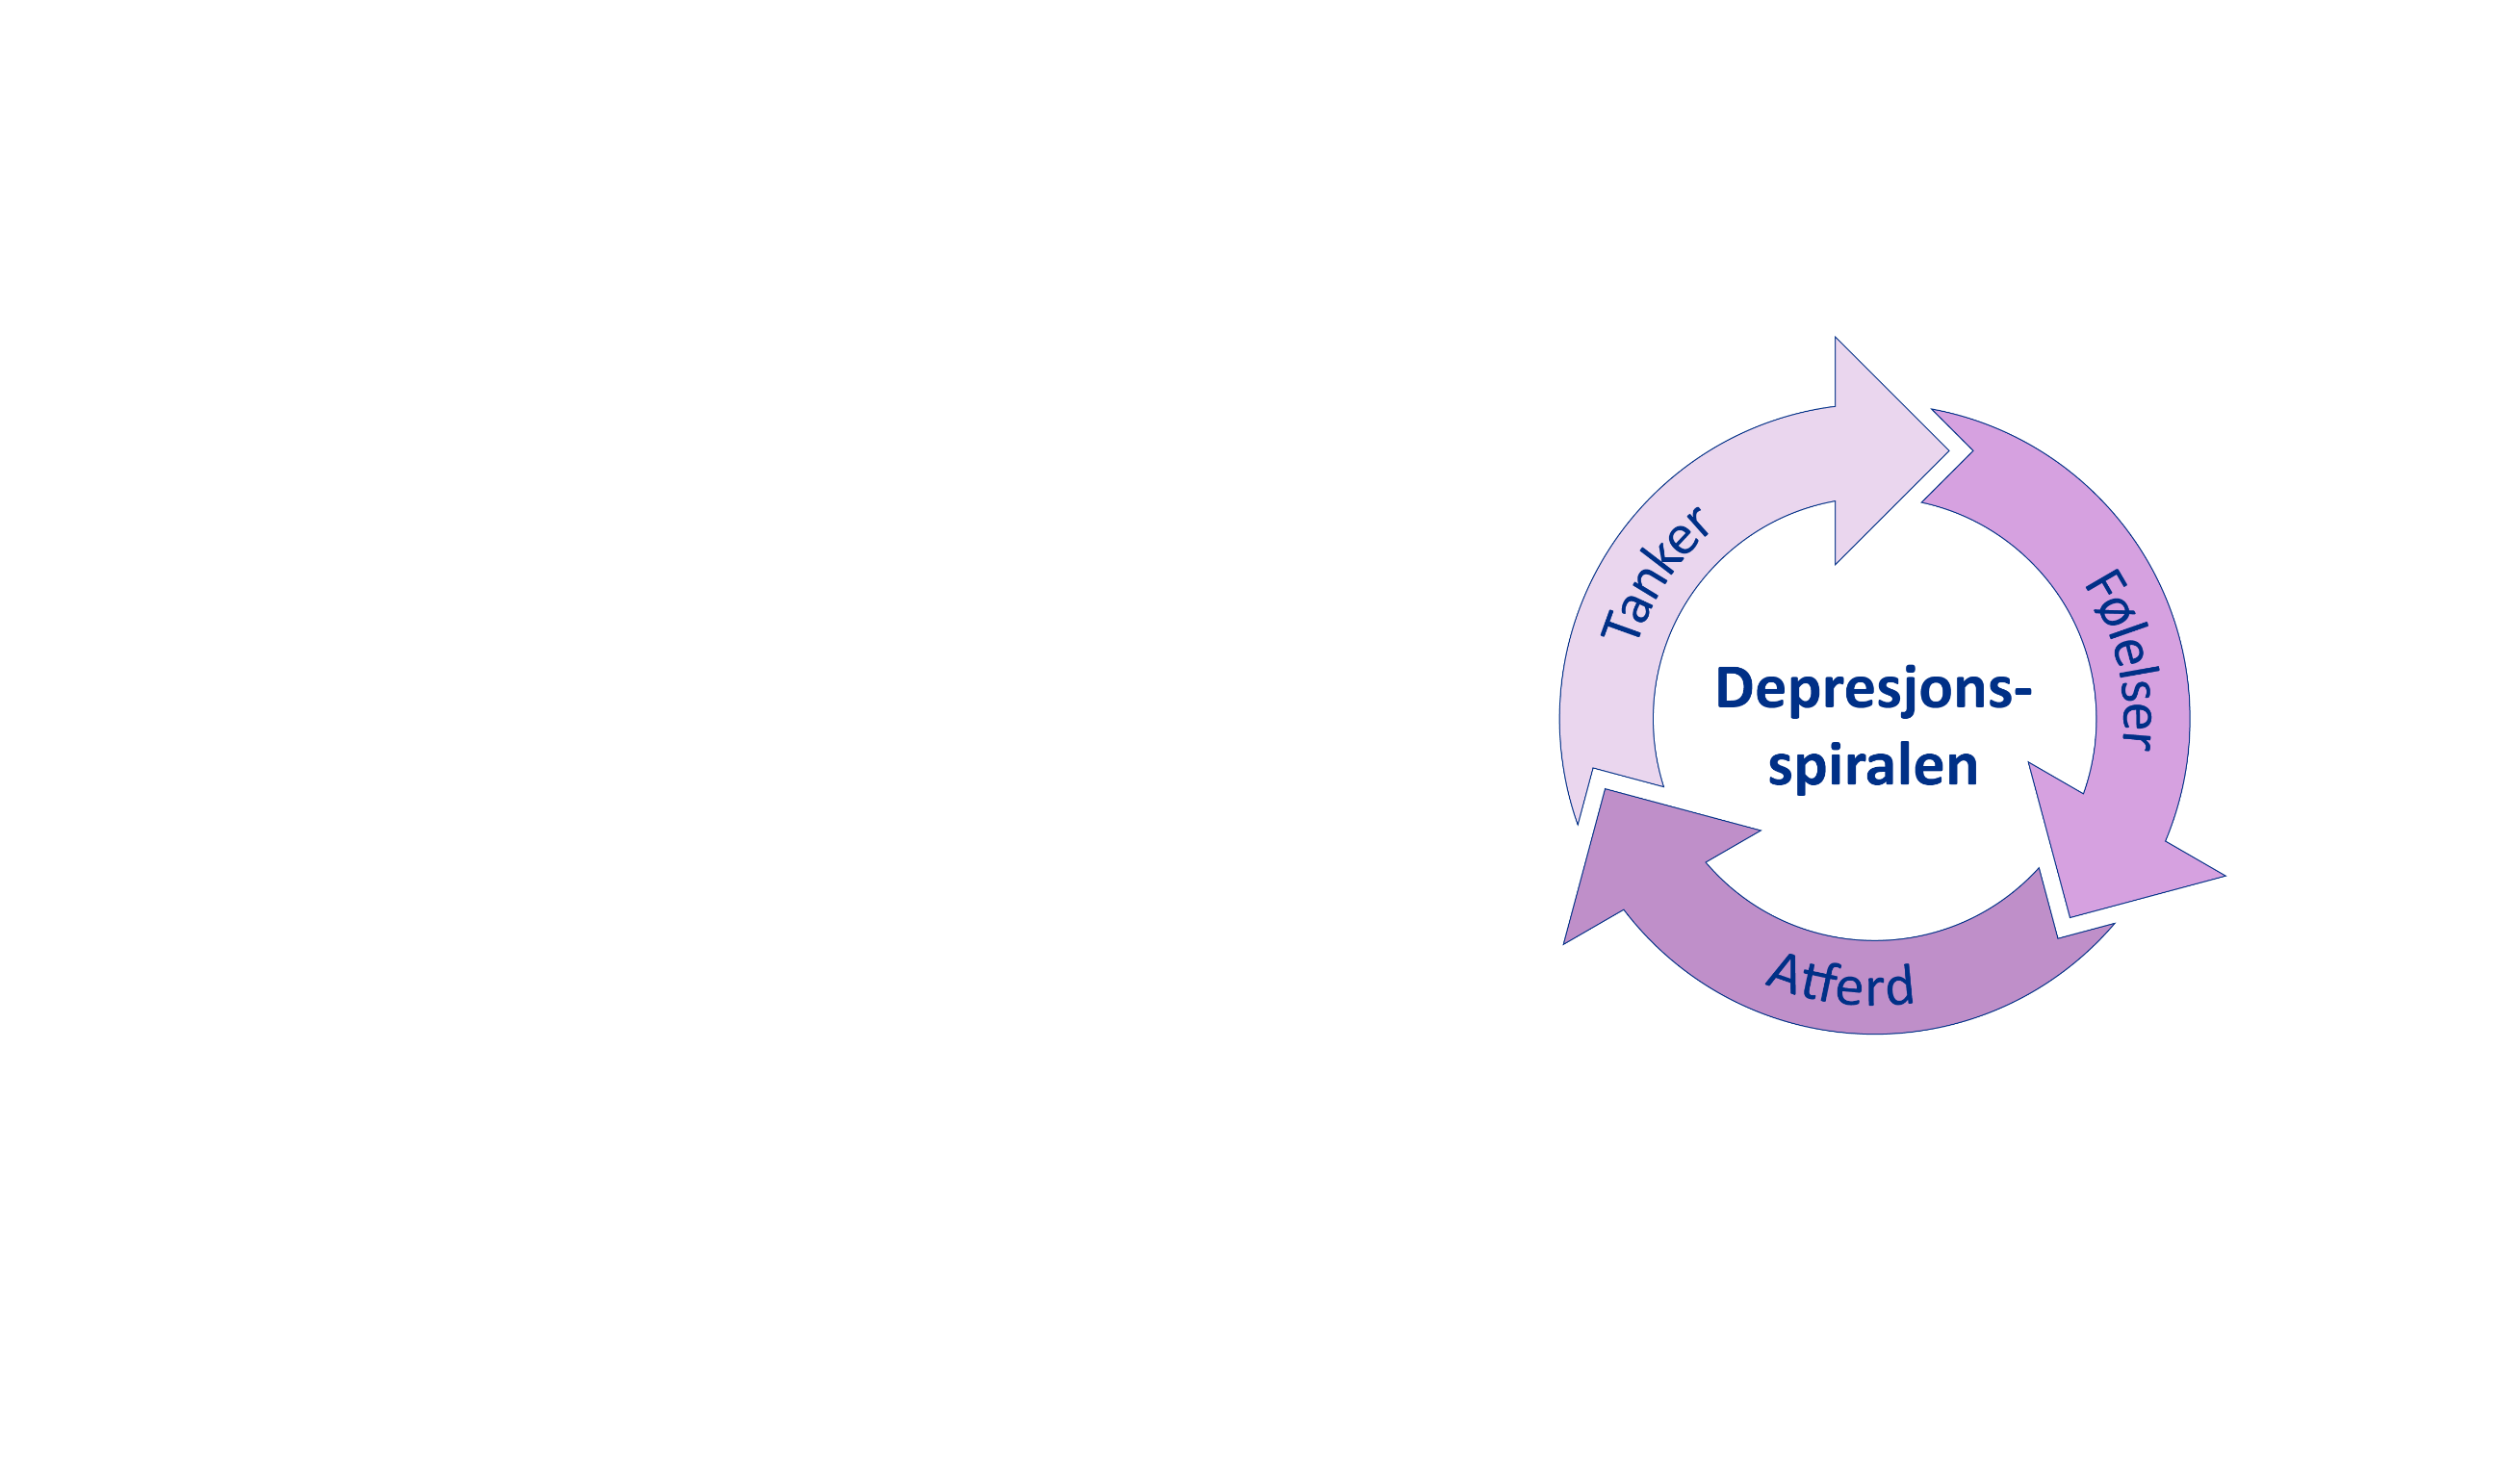 Tanker
Følelser
Depresjons-
spiralen
Atferd